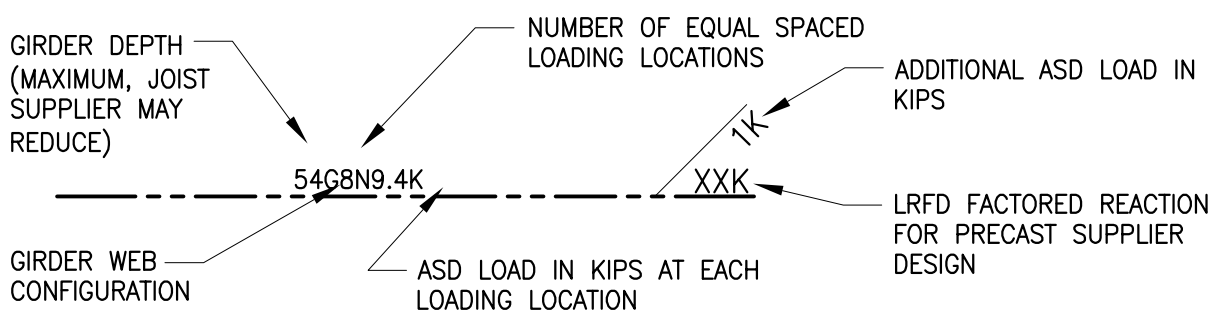 GIRDER DEPTH
(MAXIMUM, JOIST
SUPPLIER MAY
REDUCE)
NUMBER OF EQUAL SPACED
LOADING LOCATIONS
ADDITIONAL ASD LOAD IN
KIPS
1K
54G8N9.4K
XXK
GIRDER WEB
CONFIGURATION
ASD LOAD IN KIPS AT EACH
LOADING LOCATION
LRFD FACTORED REACTION
FOR PRECAST SUPPLIER
DESIGN